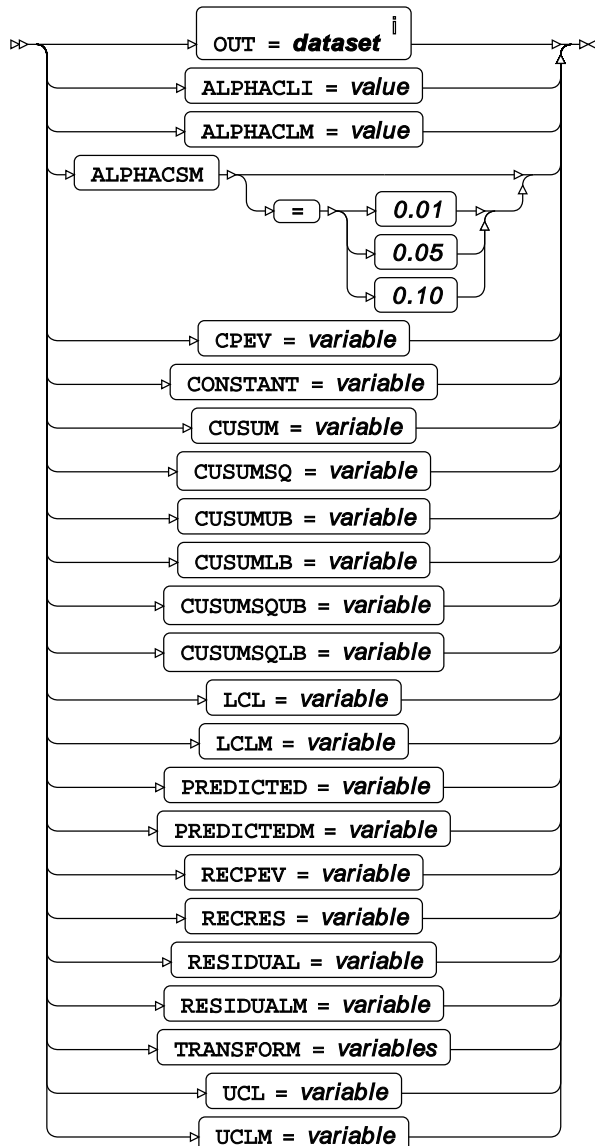 OUT = dataset i
ALPHACLI = value
ALPHACLM = value
ALPHACSM
= 0.01
0.05
0.10
CPEV = variable
CONSTANT = variable
CUSUM = variable
CUSUMSQ = variable
CUSUMUB = variable
CUSUMLB = variable
CUSUMSQUB = variable
CUSUMSQLB = variable
LCL = variable
LCLM = variable
PREDICTED = variable
PREDICTEDM = variable
RECPEV = variable
RECRES = variable
RESIDUAL = variable
RESIDUALM = variable
TRANSFORM = variables
UCL = variable
UCLM = variable